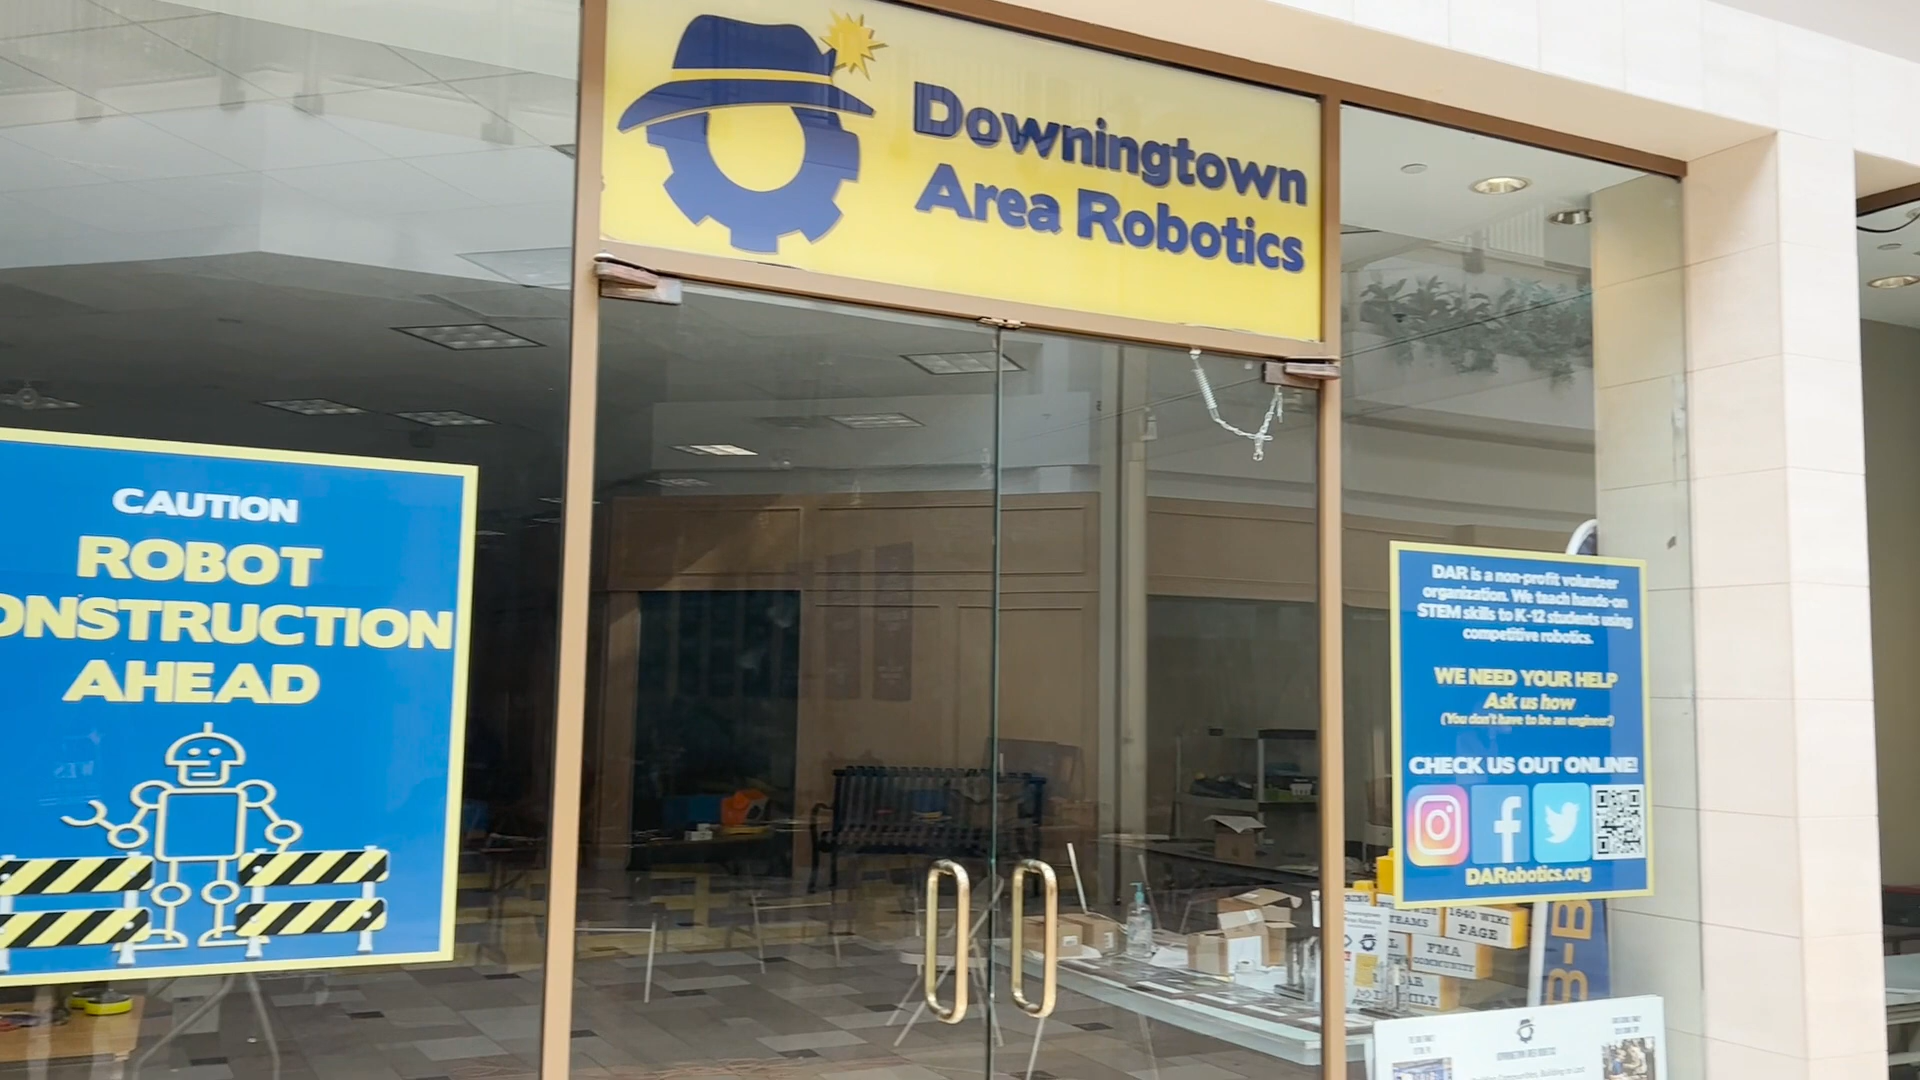 Downingtown
Area Robotics
CAUTION
ROBOT
ONSTRUCTION
AHEAD
DAR is a non-profit volunteer
organization. We teach hands-on
STEM skills to K-12 students using
competitive robotics.
WE NEED YOUR HELP
Ask us how
(You don't have to be an engineer!)
CHECK US OUT ONLINE!
DARobotics.org
1640 WIKI
PAGE
FMA
COMMUNITY
B-B